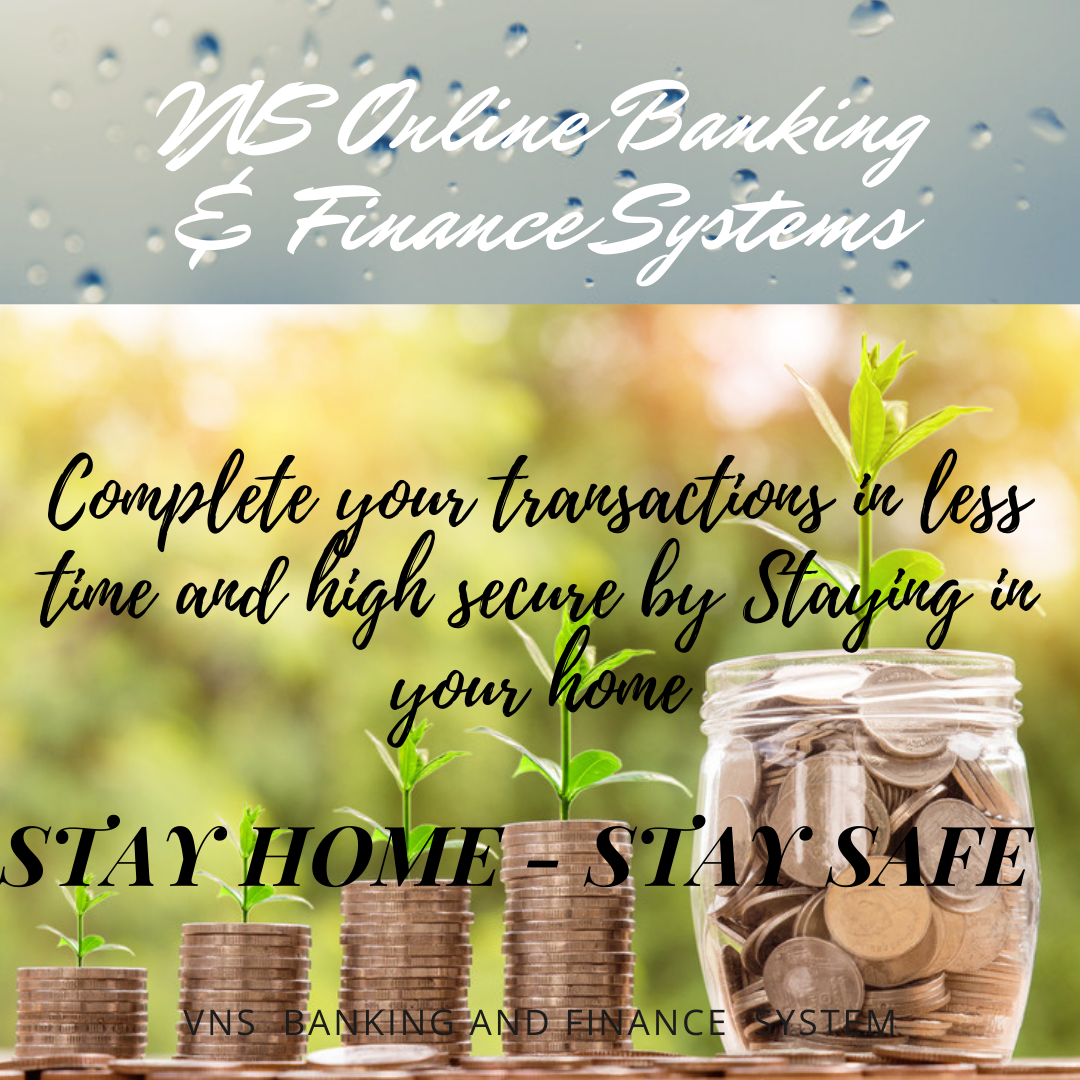 VNS Online Banking
& Finance Systems
Complete your transactions in less
time and high secure by Staying in
your home
STAY HOME - STAY SAFE
VNS BANKING AND FINANCE SYSTEM